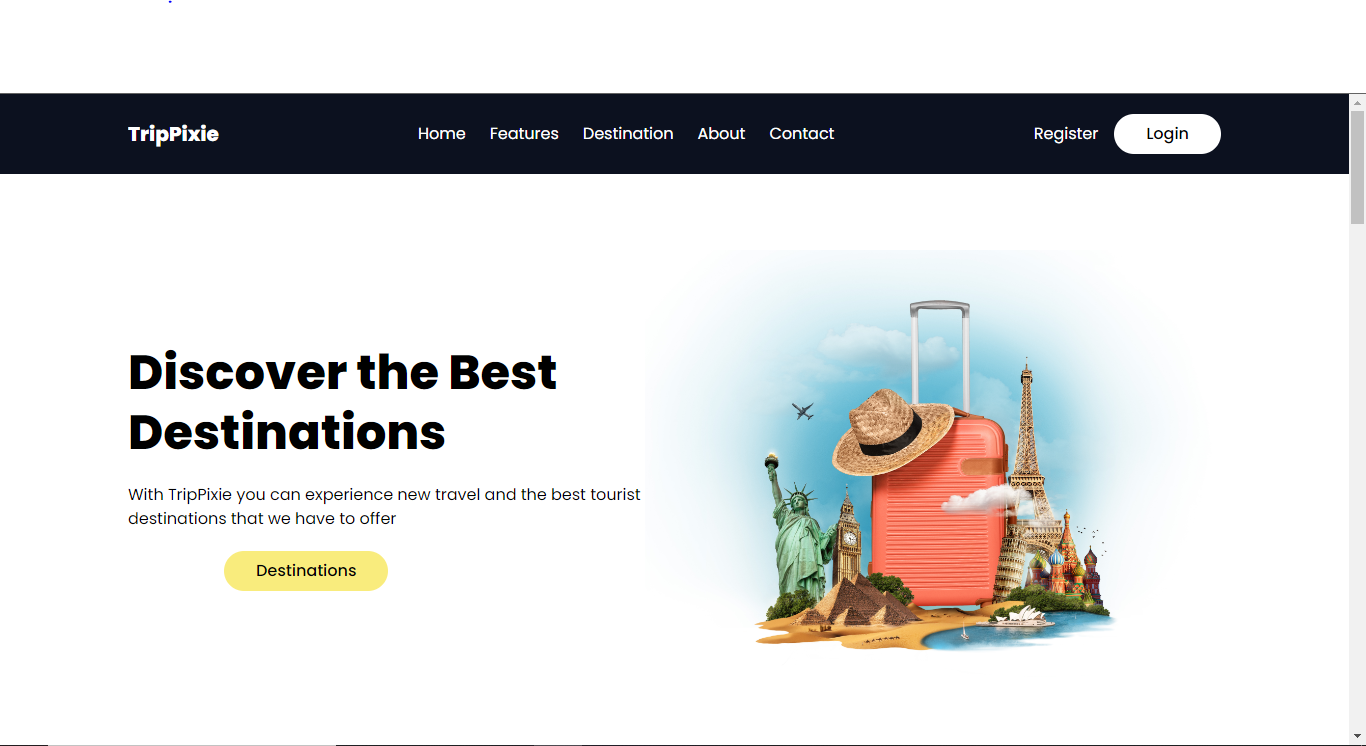 TripPixie
Home Features Destination About Contact
Register Login
Discover the Best
Destinations
With TripPixie you can experience new travel and the best tourist
destinations that we have to offer
Destinations